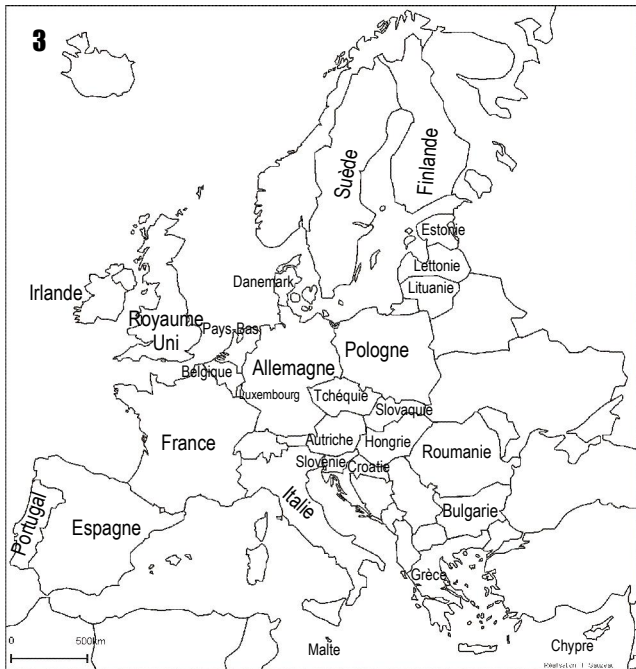 3
Suède
Finlande
Estonie
Lettonie
Lituanie
Danemark
Irlande
Royaume
Uni
Pays-Bas
Belgique
Allemagne
Pologne
Luxembourg
Tchéquie
Slovaquie
France
Autriche
Hongrie
Roumanie
Slovénie
Croatie
Italie
Portugal
Espagne
Bulgarie
Grèce
Malte
Chypre
0
500km